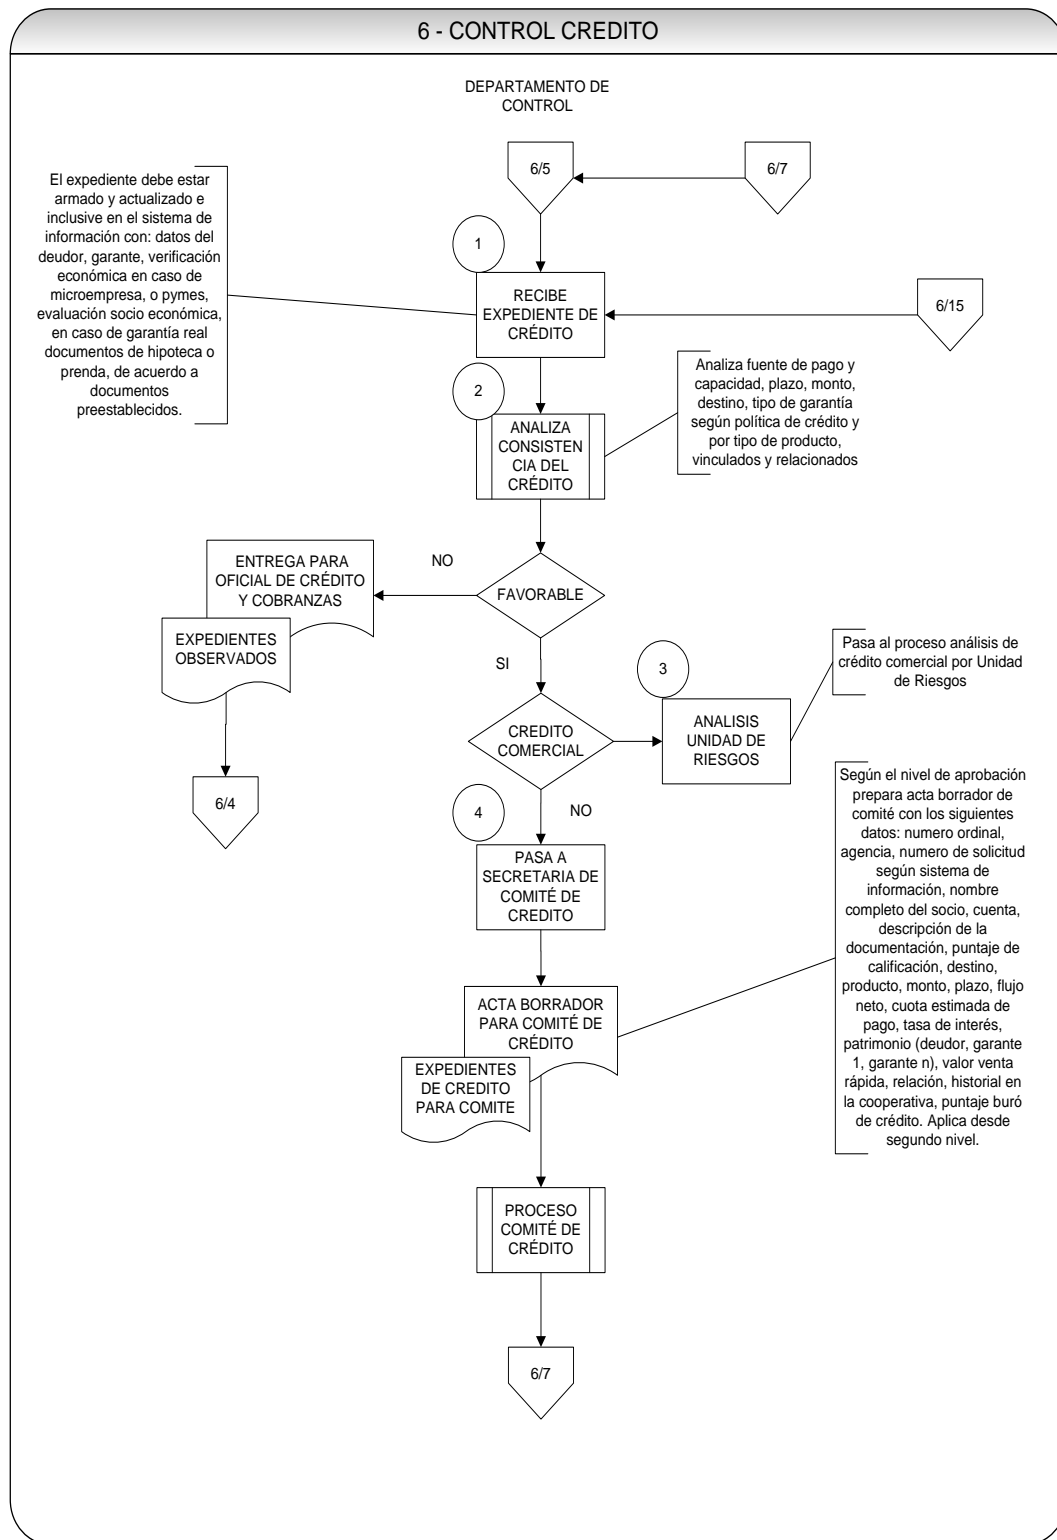 6 - CONTROL CREDITO
DEPARTAMENTO DE
CONTROL
6/5
6/7
El expediente debe estar
armado y actualizado e
inclusive en el sistema de
información con: datos del
deudor, garante, verificación
económica en caso de
microempresa, o pymes,
evaluación socio económica,
en caso de garantía real
documentos de hipoteca o
prenda, de acuerdo a
documentos
preestablecidos.
1
RECIBE
EXPEDIENTE DE
CRÉDITO
6/15
2
ANALIZA
CONSISTEN
CIA DEL
CRÉDITO
Analiza fuente de pago y
capacidad, plazo, monto,
destino, tipo de garantía
según política de crédito y
por tipo de producto,
vinculados y relacionados
FAVORABLE
NO
ENTREGA PARA
OFICIAL DE CRÉDITO
Y COBRANZAS
EXPEDIENTES
OBSERVADOS
6/4
SI
CREDITO
COMERCIAL
3
ANALISIS
UNIDAD DE
RIESGOS
Pasa al proceso análisis de
crédito comercial por Unidad
de Riesgos
NO
4
PASA A
SECRETARIA DE
COMITÉ DE
CREDITO
ACTA BORRADOR
PARA COMITÉ DE
CRÉDITO
EXPEDIENTES
DE CREDITO
PARA COMITE
Según el nivel de aprobación
prepara acta borrador de
comité con los siguientes
datos: numero ordinal,
agencia, numero de solicitud
según sistema de
información, nombre
completo del socio, cuenta,
descripción de la
documentación, puntaje de
calificación, destino,
producto, monto, plazo, flujo
neto, cuota estimada de
pago, tasa de interés,
patrimonio (deudor, garante
1, garante n), valor venta
rápida, relación, historial en
la cooperativa, puntaje buró
de crédito. Aplica desde
segundo nivel.
PROCESO
COMITÉ DE
CRÉDITO
6/7